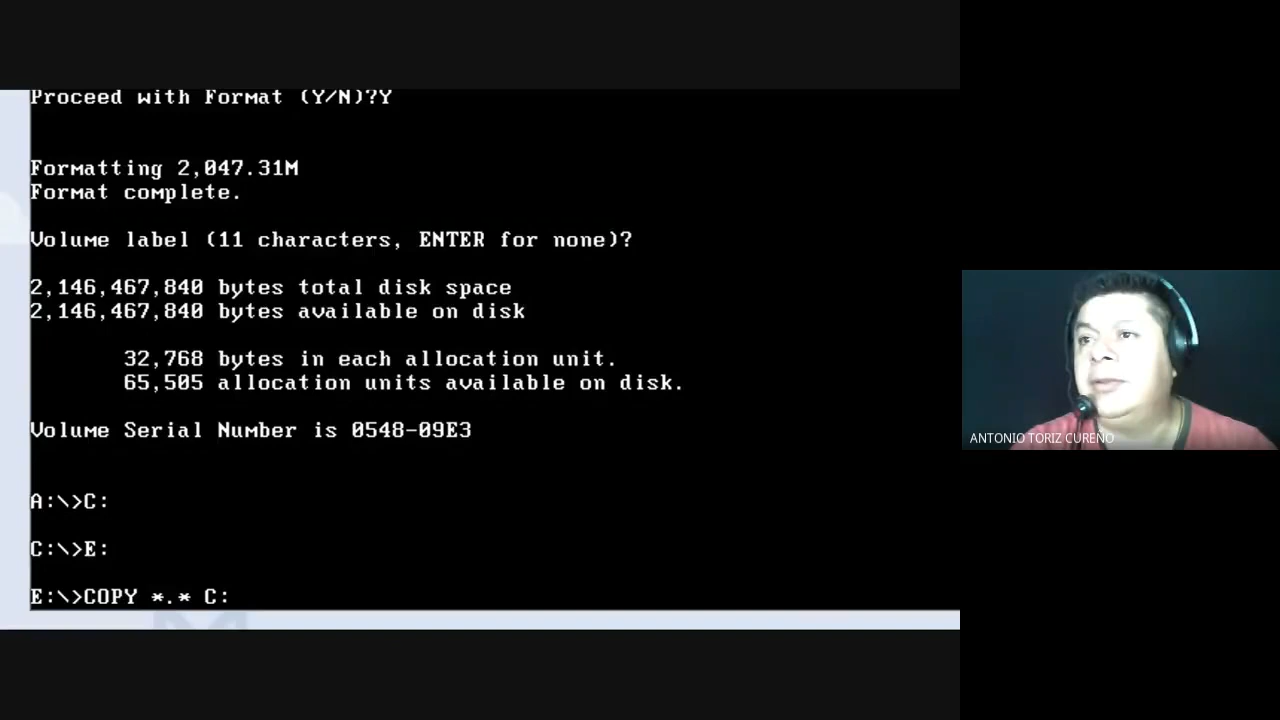 Proceed with Format (Y/N)?Y
Formatting 2,047.31M
Format complete.
Volume label (11 characters, ENTER for none)?
2,146,467,840 bytes total disk space
2,146,467,840 bytes available on disk
32,768 bytes in each allocation unit.
65,505 allocation units available on disk.
Volume Serial Number is 0548-09E3
A:\>C:
C:\>E:
E:\>COPY *.* C:
ANTONIO TORIZ CUREÑO